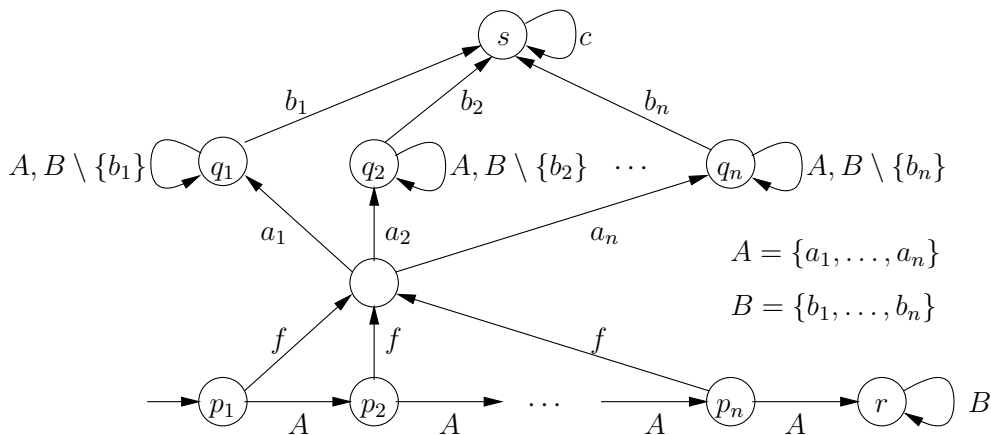 s
c
b₁
b₂
bₙ
A, B \ {b₁}
q₁
q₂
A, B \ {b₂}
···
qₙ
A, B \ {bₙ}
a₁
a₂
aₙ
A = {a₁, . . . , aₙ}
B = {b₁, . . . , bₙ}
f
f
f
p₁
p₂
···
pₙ
r
B
A
A
A
A